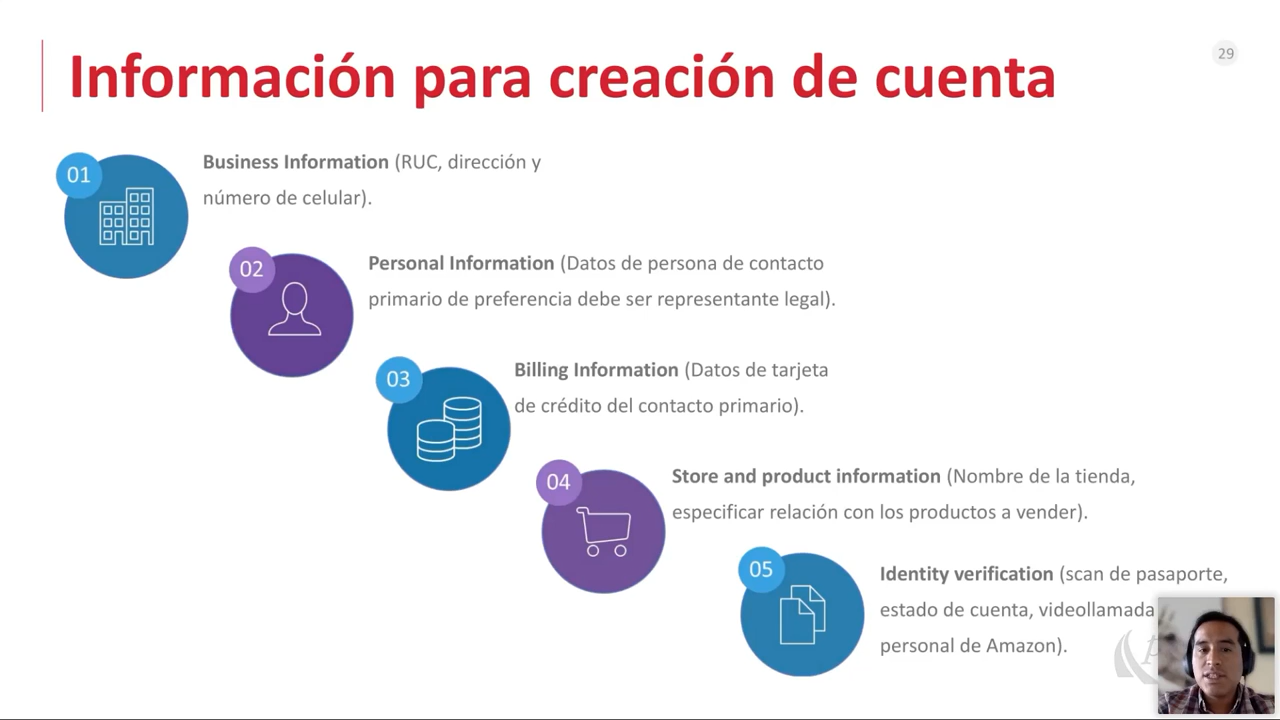 Información para creación de cuenta
29
01
Business Information (RUC, dirección y
número de celular).
02
Personal Information (Datos de persona de contacto
primario de preferencia debe ser representante legal).
03
Billing Information (Datos de tarjeta
de crédito del contacto primario).
04
Store and product information (Nombre de la tienda,
especificar relación con los productos a vender).
05
Identity verification (scan de pasaporte,
estado de cuenta, videollamada
personal de Amazon).